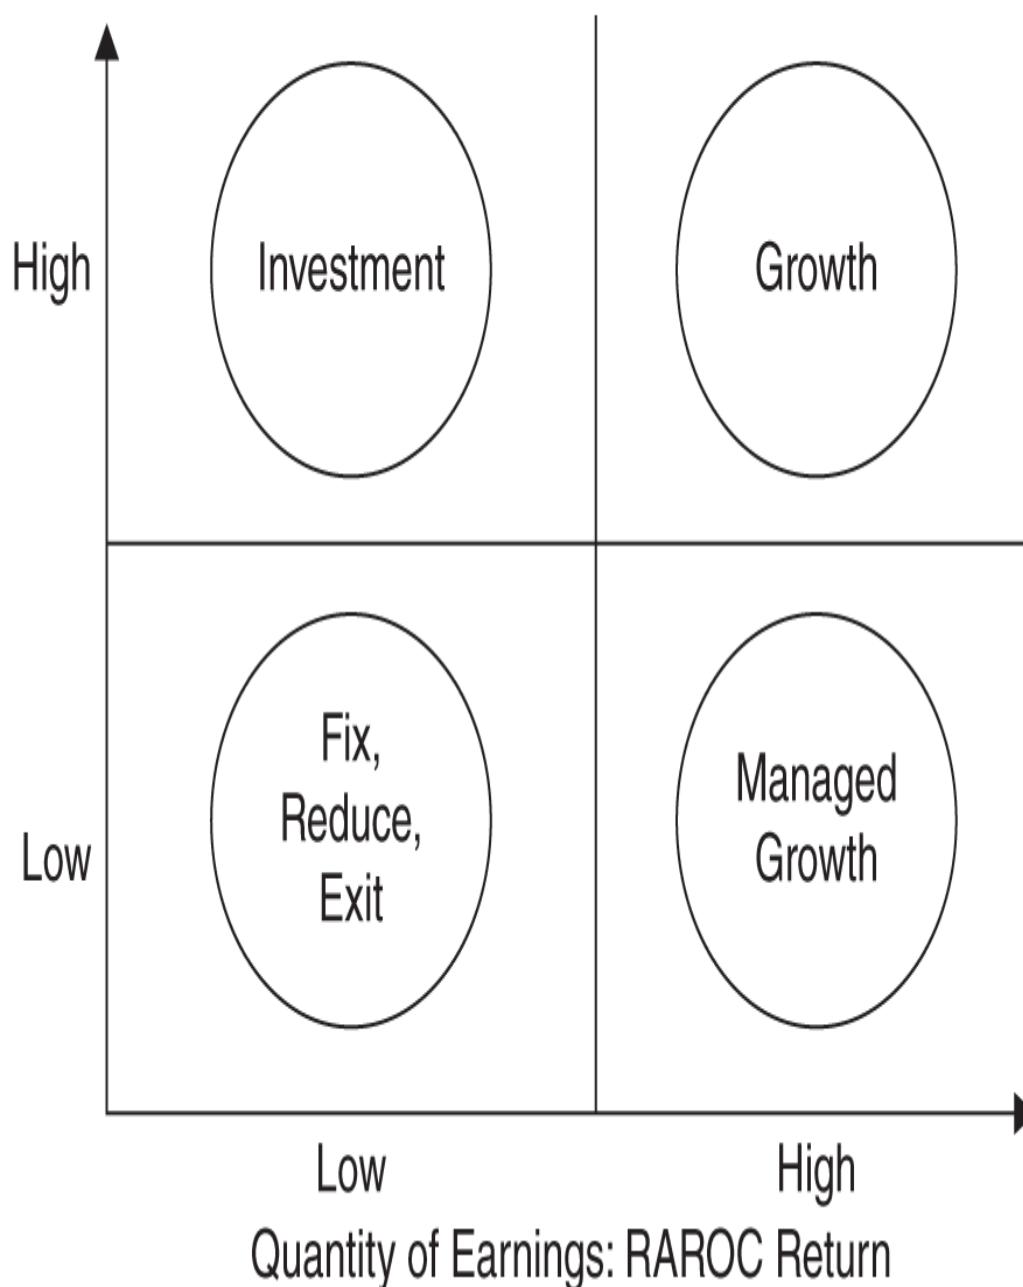 High
Investment
Growth
Low
Fix,
Reduce,
Exit
Managed
Growth
Low
High
Quantity of Earnings: RAROC Return